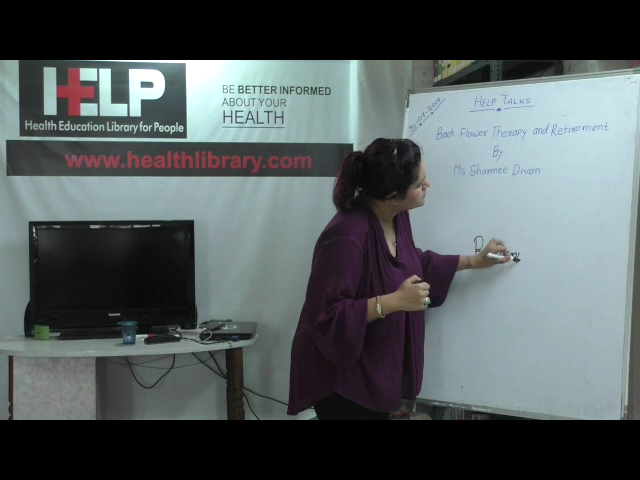 HELP
Health Education Library for People
BE BETTER INFORMED
ABOUT YOUR
HEALTH
www.healthlibrary.com
HELP TALKS
Bach Flower Therapy and Retirement
By
Ms Sharmee Divan